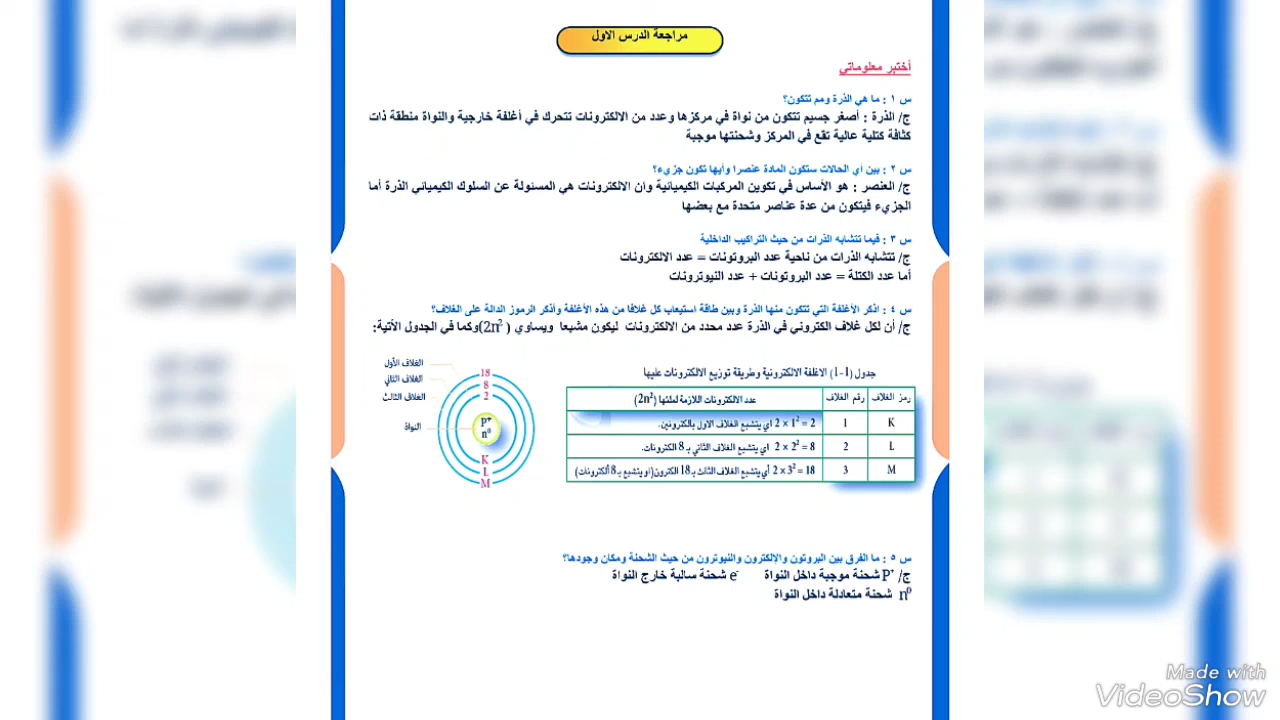 مراجعة الدرس الاول
أختبر معلوماتي
س ١ : ما هي الذرة ومم تتكون؟
ج/ الذرة : أصغر جسيم تتكون من نواة في مركزها وعدد من الالكترونات تتحرك في أغلفة خارجية والنواة منطقة ذات
كثافة كتلية عالية تقع في المركز وشحنتها موجبة
س ٢ : بين أي الحالات ستكون المادة عنصرا وأيها تكون جزيء؟
ج/ العنصر : هو الأساس في تكوين المركبات الكيميائية وان الالكترونات هي المسئولة عن السلوك الكيميائي الذرة أما
الجزيء فيتكون من عدة عناصر متحدة مع بعضها
س ٣ : فيما تتشابه الذرات من حيث التراكيب الداخلية
ج/ تتشابه الذرات من ناحية عدد البروتونات = عدد الالكترونات
أما عدد الكتلة = عدد البروتونات + عدد النيوترونات
س ٤ : اذكر الأغلفة التي تتكون منها الذرة وبين طاقة استيعاب كل غلافا من هذه الأغلفة وأذكر الرموز الدالة على الغلاف؟
ج/ أن لكل غلاف الكتروني في الذرة عدد محدد من الالكترونات ليكون مشبعا ويساوي (2n²) وكما في الجدول الآتية:
جدول (1-1) الاغلفة الالكترونية وطريقة توزيع الالكترونات عليها
رمز الغلاف رقم الغلاف عدد الالكترونات اللازمة لملئها (2n²)
K 1 2 × 1² = 2 اي يتشبع الغلاف الاول بالكترونين.
L 2 2 × 2² = 8 اي يتشبع الغلاف الثاني بـ 8 الكترونات.
M 3 2 × 3² = 18 أي يتشبع الغلاف الثالث بـ 18 الكترون(او يتشبع بـ 8 ألكترونات)
الغلاف الأول
الغلاف الثاني
الغلاف الثالث
النواة
18
8
2
P⁺
n⁰
K
L
M
س ٥ : ما الفرق بين البروتون والإلكترون والنيوترون من حيث الشحنة ومكان وجودها؟
ج/ P⁺ شحنة موجبة داخل النواة e⁻ شحنة سالبة خارج النواة
n⁰ شحنة متعادلة داخل النواة
Made with
VideoShow